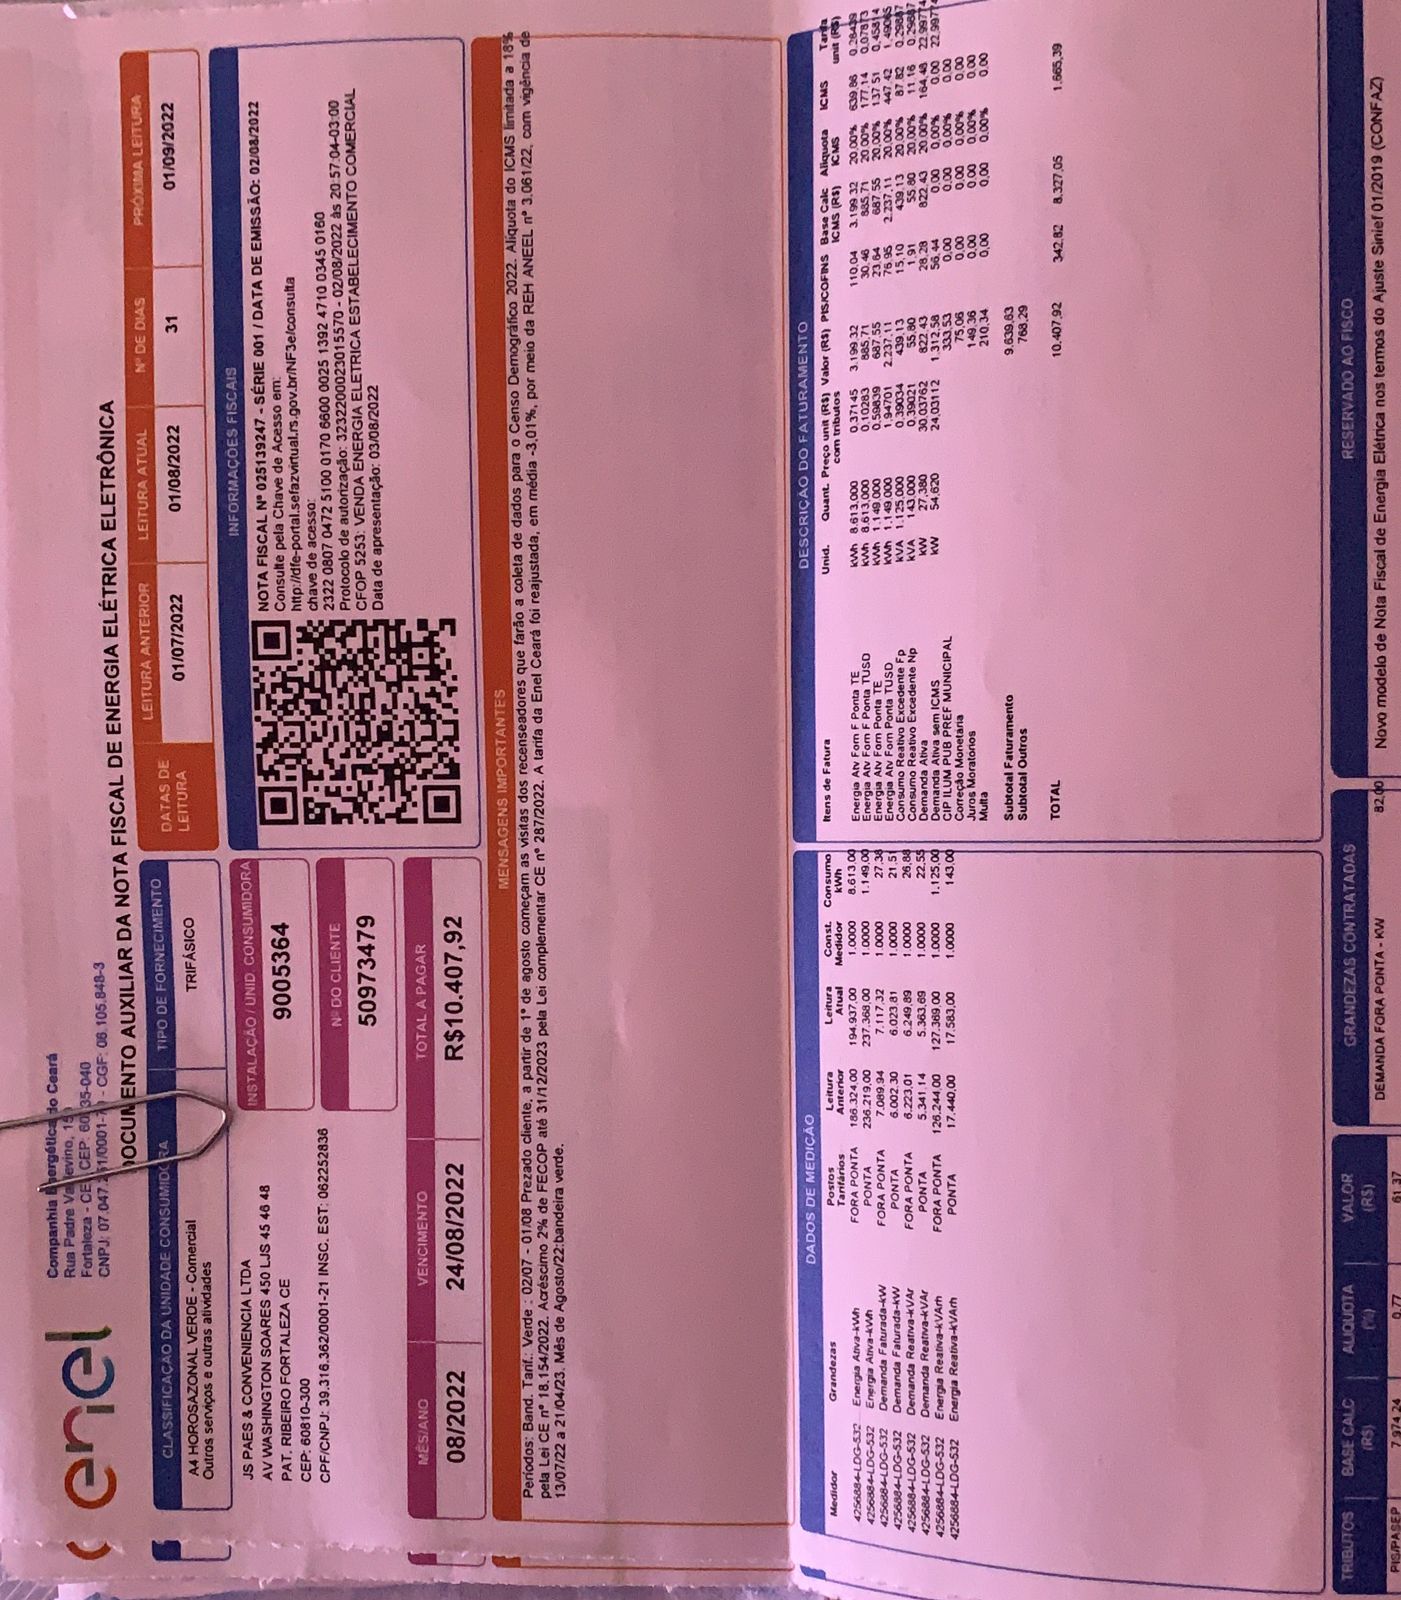 enel
Companhia Energética do Ceará
Rua Padre Valdevino,
Fortaleza - CE
CNPJ: CGF: 06.105.848-3
DOCUMENTO AUXILIAR DA NOTA FISCAL DE ENERGIA ELÉTRICA ELETRÔNICA
CLASSIFICAÇÃO DA UNIDADE CONSUMIDORA
A4 HOROSAZONAL VERDE - Comercial
Outros serviços e outras atividades
TIPO DE FORNECIMENTO
TRIFÁSICO
DATAS DE LEITURA
LEITURA ANTERIOR LEITURA ATUAL Nº DE DIAS PRÓXIMA LEITURA
01/07/2022 01/08/2022 31 01/09/2022
JS PAES & CONVENIENCIA LTDA
AV WASHINGTON SOARES 450 LJS 45 46 48
PAT. RIBEIRO FORTALEZA CE
CEP: 60810-300
CPF/CNPJ: 39.316.362/0001-21 INSC. EST: 062252836
INSTALAÇÃO / UNID CONSUMIDORA
9005364
Nº DO CLIENTE
50973479
MÊS/ANO VENCIMENTO TOTAL A PAGAR
08/2022 24/08/2022 R$10.407,92
INFORMAÇÕES FISCAIS
NOTA FISCAL N° 025139247 - SÉRIE 001 / DATA DE EMISSÃO: 02/08/2022
Consulte pela Chave de Acesso em:
http://dfe-portal.sefazvirtual.rs.gov.br/NF3e/consulta
chave de acesso:
2322 0807 0472 5100 0170 6600 0025 1392 4710 0345 0160
Protocolo de autorização: 3232200023015570 - 02/08/2022 às 20:57:04-03:00
CFOP 5253: VENDA ENERGIA ELETRICA ESTABELECIMENTO COMERCIAL
Data de apresentação: 03/08/2022
MENSAGENS IMPORTANTES
Períodos: Band. Tarif.: Verde : 02/07 - 01/08 Prezado cliente, a partir de 1º de agosto começam as visitas dos recenseadores que farão a coleta de dados para o Censo Demográfico 2022. Alíquota do ICMS limitada a 18%
pela Lei CE nº 18.154/2022. Acréscimo 2% de FECOP até 31/12/2023 pela Lei complementar CE nº 287/2022. A tarifa da Enel Ceará foi reajustada, em média -3,01%, por meio da REH ANEEL nº 3.061/22, com vigência de
13/07/22 a 21/04/23. Mês de Agosto/22:bandeira verde.
DADOS DE MEDIÇÃO
Medidor Grandezas Postos Tarifários Leitura Anterior Leitura Atual Const. Medidor Consumo kWh
4256884-LDG-532 Energia Ativa-kWh FORA PONTA 186.324,00 194.937,00 1.0000 8.613,00
4256884-LDG-532 Energia Ativa-kWh PONTA 236.219,00 237.368,00 1.0000 1.149,00
4256884-LDG-532 Demanda Faturada-kW FORA PONTA 7.089,94 7.117,32 1.0000 27,38
4256884-LDG-532 Demanda Faturada-kW PONTA 6.002,30 6.023,81 1.0000 21,51
4256884-LDG-532 Demanda Reativa-kVAr FORA PONTA 6.223,01 6.249,89 1.0000 26,88
4256884-LDG-532 Demanda Reativa-kVAr PONTA 5.341,14 5.363,69 1.0000 22,55
4256884-LDG-532 Energia Reativa-kVArh FORA PONTA 126.244,00 127.369,00 1.0000 1.125,00
4256884-LDG-532 Energia Reativa-kVArh PONTA 17.440,00 17.583,00 1.0000 143,00
DESCRIÇÃO DO FATURAMENTO
Itens de Fatura Unid. Quant. Preço unit (R$) com tributos Valor (R$) PIS/COFINS Base Calc ICMS (R$) Aliquota ICMS ICMS Tarifa unit (R$)
Energia Atv Forn F Ponta TE kWh 8.613,000 0,37145 3.199,32 110,04 3.199,32 20,00% 639,86 0,28439
Energia Atv Forn F Ponta TUSD kWh 8.613,000 0,10283 885,71 30,46 885,71 20,00% 177,14 0,07873
Energia Atv Forn Ponta TE kWh 1.149,000 0,59839 687,55 23,64 687,55 20,00% 137,51 0,45814
Energia Atv Forn Ponta TUSD kWh 1.149,000 1,94701 2.237,11 76,95 2.237,11 20,00% 447,42 1,49065
Consumo Reativo Excedente Fp kVA 1.125,000 0,39034 439,13 15,10 439,13 20,00% 87,82
Consumo Reativo Excedente Np kVA 143,000 0,39021 55,80 1,91 55,80 20,00% 11,16
Demanda Ativa kW 27,380 30,03762 822,43 28,28 822,43 20,00% 164,48 22,99774
Demanda Ativa sem ICMS kW 54,620 24,03112 1.312,58 56,44 0,00 0,00% 0,00 22,99774
CIP ILUM PUB PREF MUNICIPAL 333,53 0,00 0,00 0,00% 0,00
Correção Monetária 75,06 0,00 0,00 0,00% 0,00
Juros Moratorios 149,36 0,00 0,00 0,00% 0,00
Multa 210,34 0,00 0,00 0,00% 0,00
Subtotal Faturamento 9.639,63
Subtotal Outros 768,29
TOTAL 10.407,92 342,82 8.327,05 1.665,39
TRIBUTOS BASE CALC (R$) ALIQUOTA (%) VALOR (R$)
PIS/PASEP 7.974,24 0,77 61,37
GRANDEZAS CONTRATADAS
DEMANDA FORA PONTA - KW 82,00
RESERVADO AO FISCO
Novo modelo de Nota Fiscal de Energia Elétrica nos termos do Ajuste Sinief 01/2019 (CONFAZ)